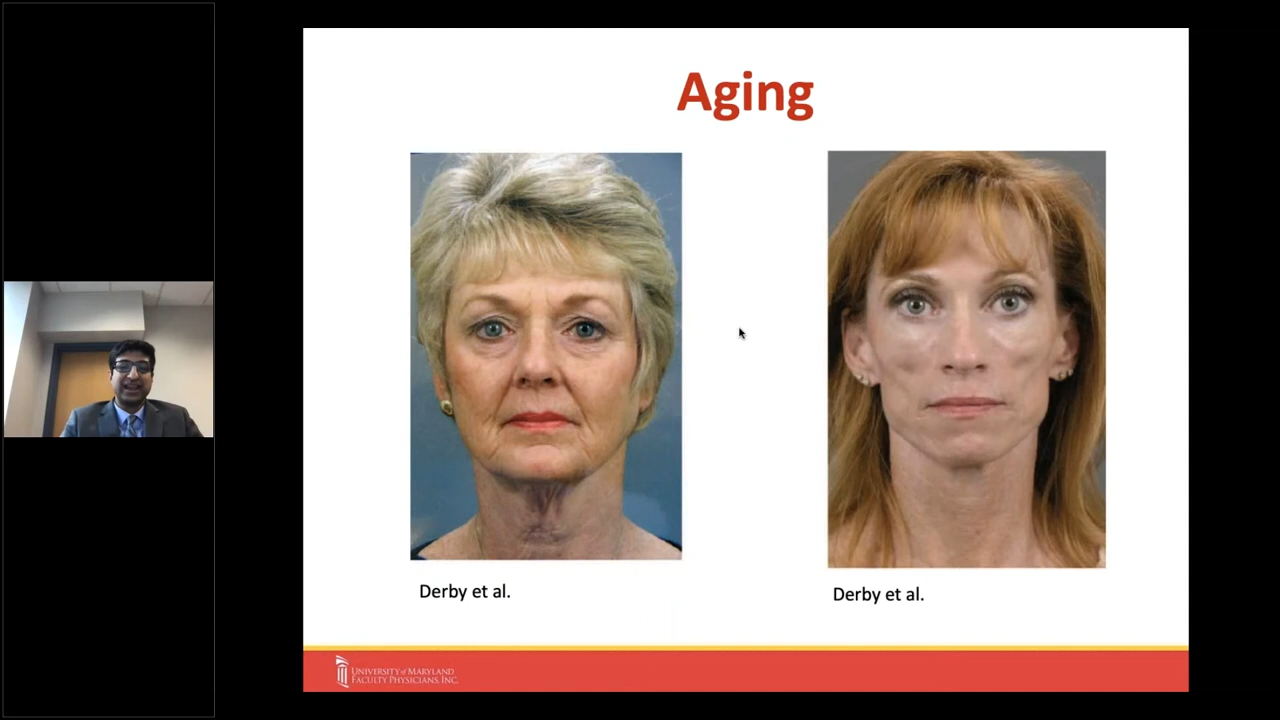 Aging
Derby et al.
Derby et al.
UNIVERSITY of MARYLAND
FACULTY PHYSICIANS, INC.